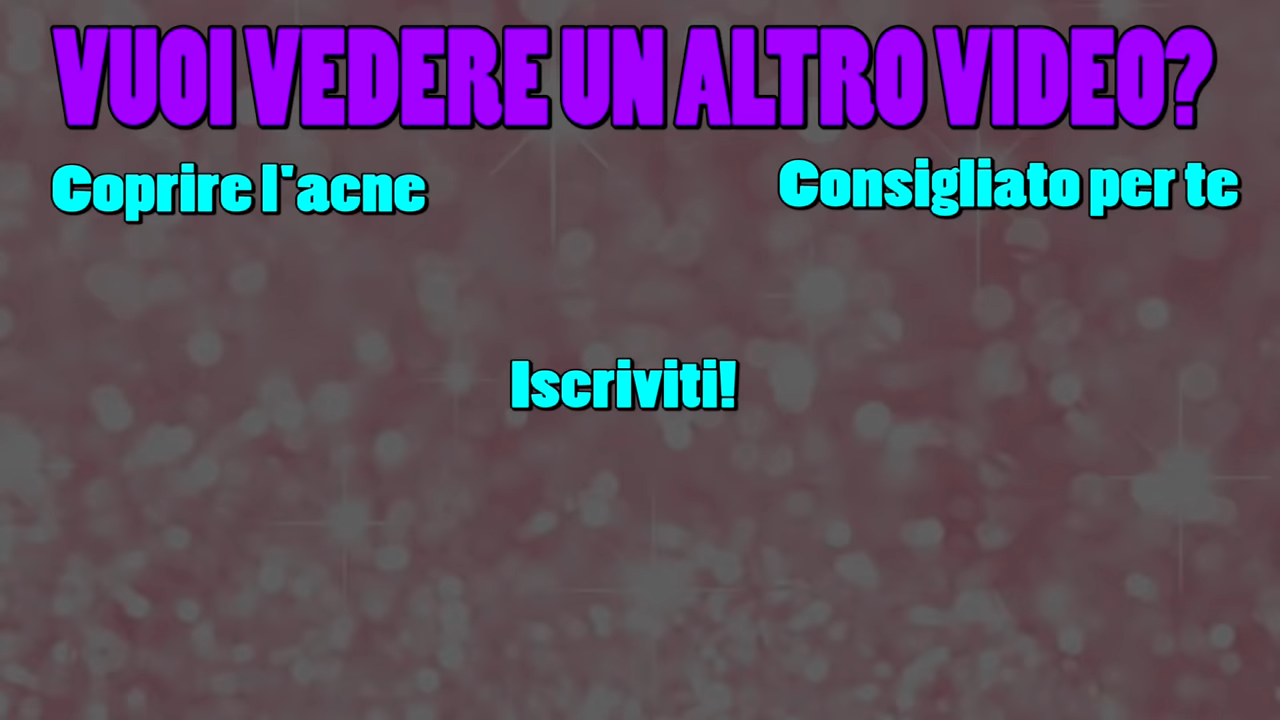 VUOI VEDERE UN ALTRO VIDEO?
Coprire l'acne
Consigliato per te
Iscriviti!